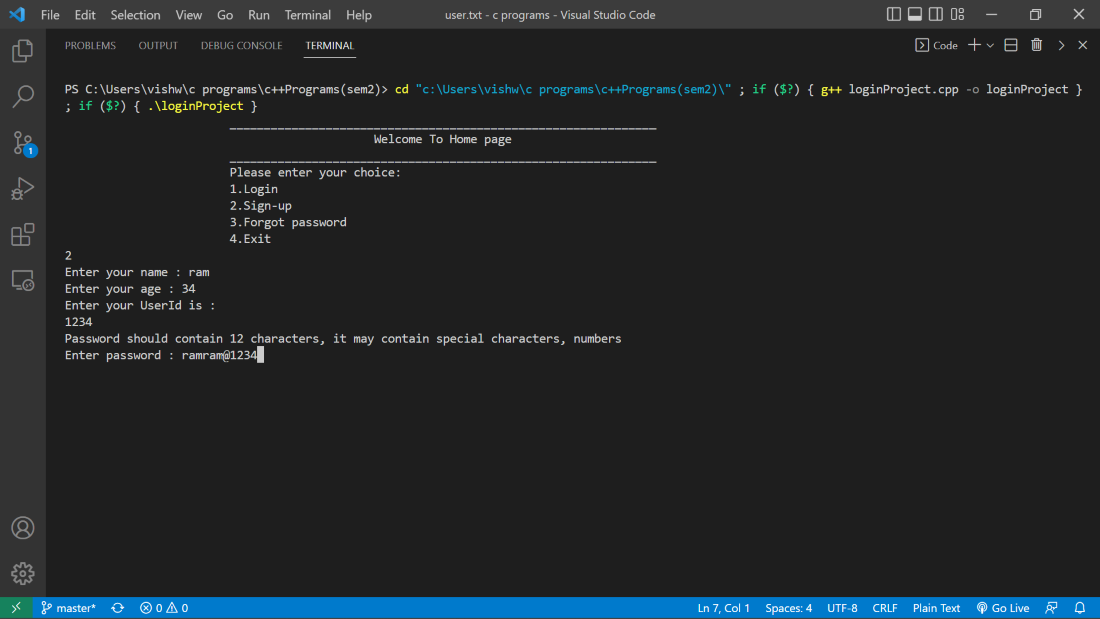 File Edit Selection View Go Run Terminal Help user.txt - c programs - Visual Studio Code
PROBLEMS OUTPUT DEBUG CONSOLE TERMINAL Code
PS C:\Users\vishw\c programs\c++Programs(sem2)> cd "c:\Users\vishw\c programs\c++Programs(sem2)\" ; if ($?) { g++ loginProject.cpp -o loginProject }
; if ($?) { .\loginProject }
Welcome To Home page
Please enter your choice:
1.Login
2.Sign-up
3.Forgot password
4.Exit
2
Enter your name : ram
Enter your age : 34
Enter your UserId is :
1234
Password should contain 12 characters, it may contain special characters, numbers
Enter password : ramram@1234
1
master* 0 0 Ln 7, Col 1 Spaces: 4 UTF-8 CRLF Plain Text Go Live